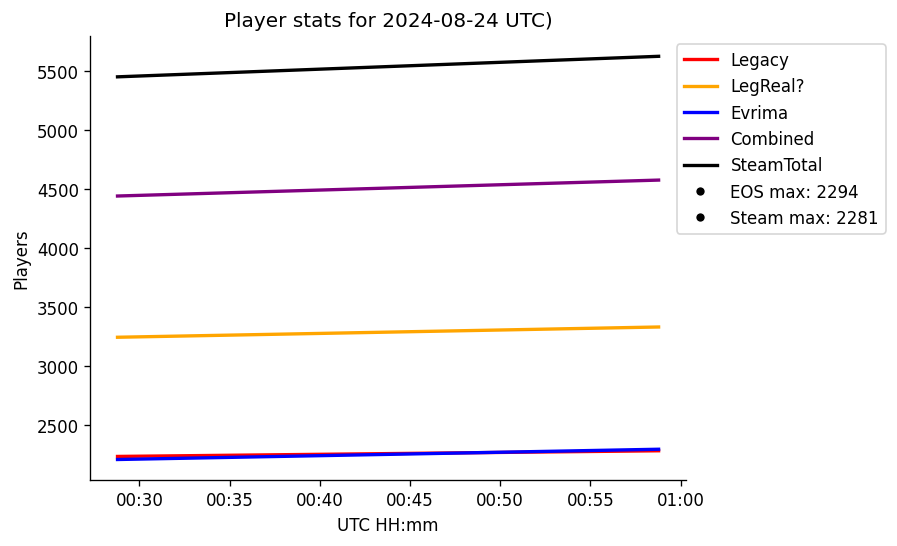 Player stats for 2024-08-24 UTC)
Legacy
LegReal?
Evrima
Combined
SteamTotal
EOS max: 2294
Steam max: 2281
Players
5500
5000
4500
4000
3500
3000
2500
00:30 00:35 00:40 00:45 00:50 00:55 01:00
UTC HH:mm